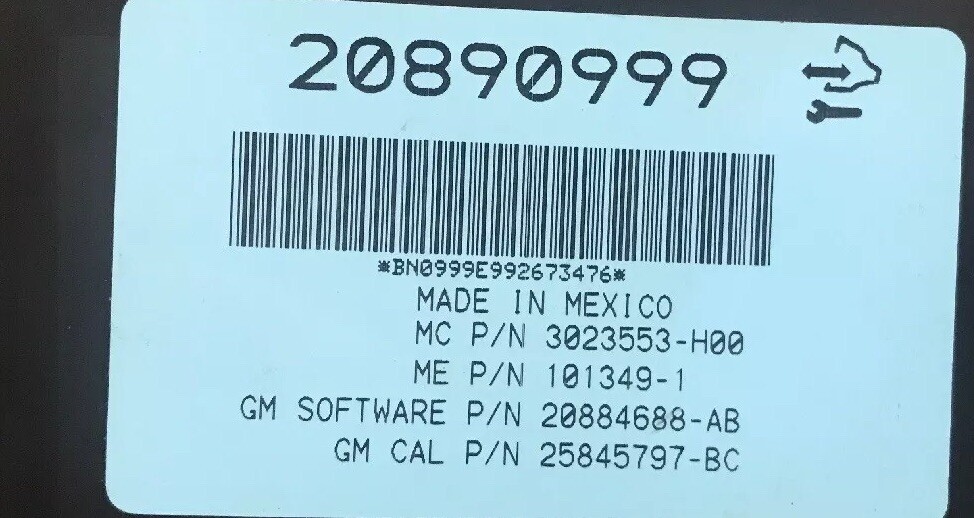 20890999
*BN0999E992673476*
MADE IN MEXICO
MC P/N 3023553-H00
ME P/N 101349-1
GM SOFTWARE P/N 20884688-AB
GM CAL P/N 25845797-BC